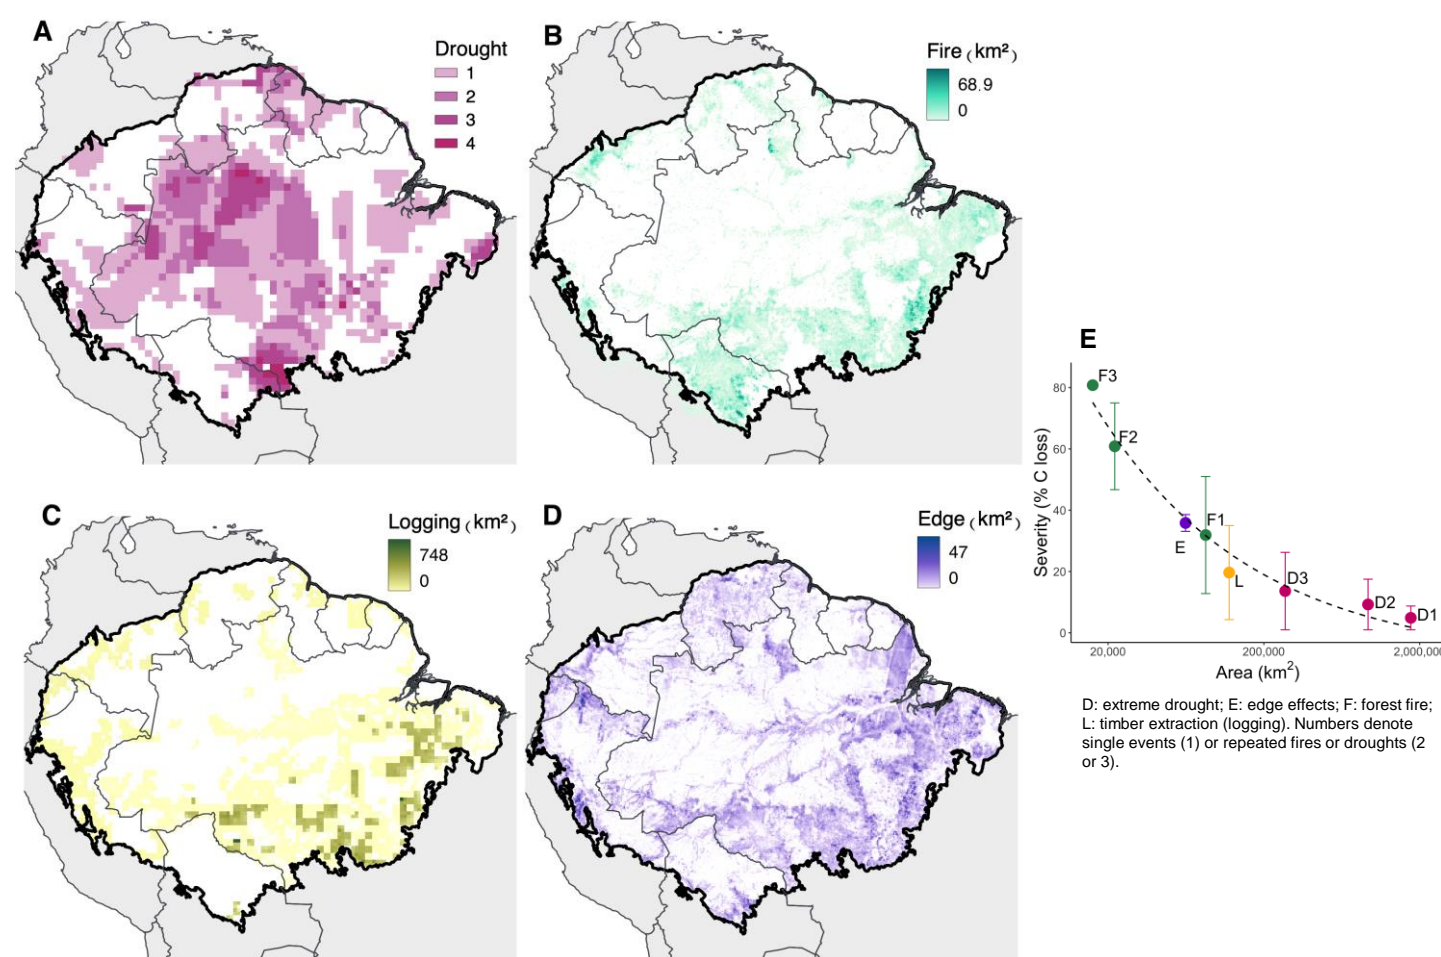 A
Drought
1
2
3
4
B
Fire (km²)
68.9
0
C
Logging (km²)
748
0
D
Edge (km²)
47
0
E
Severity (% C loss)
80
60
40
20
0
F3
F2
E
F1
L
D3
D2
D1
20,000
200,000
2,000,00
Area (km²)
D: extreme drought; E: edge effects; F: forest fire;
L: timber extraction (logging). Numbers denote
single events (1) or repeated fires or droughts (2
or 3).